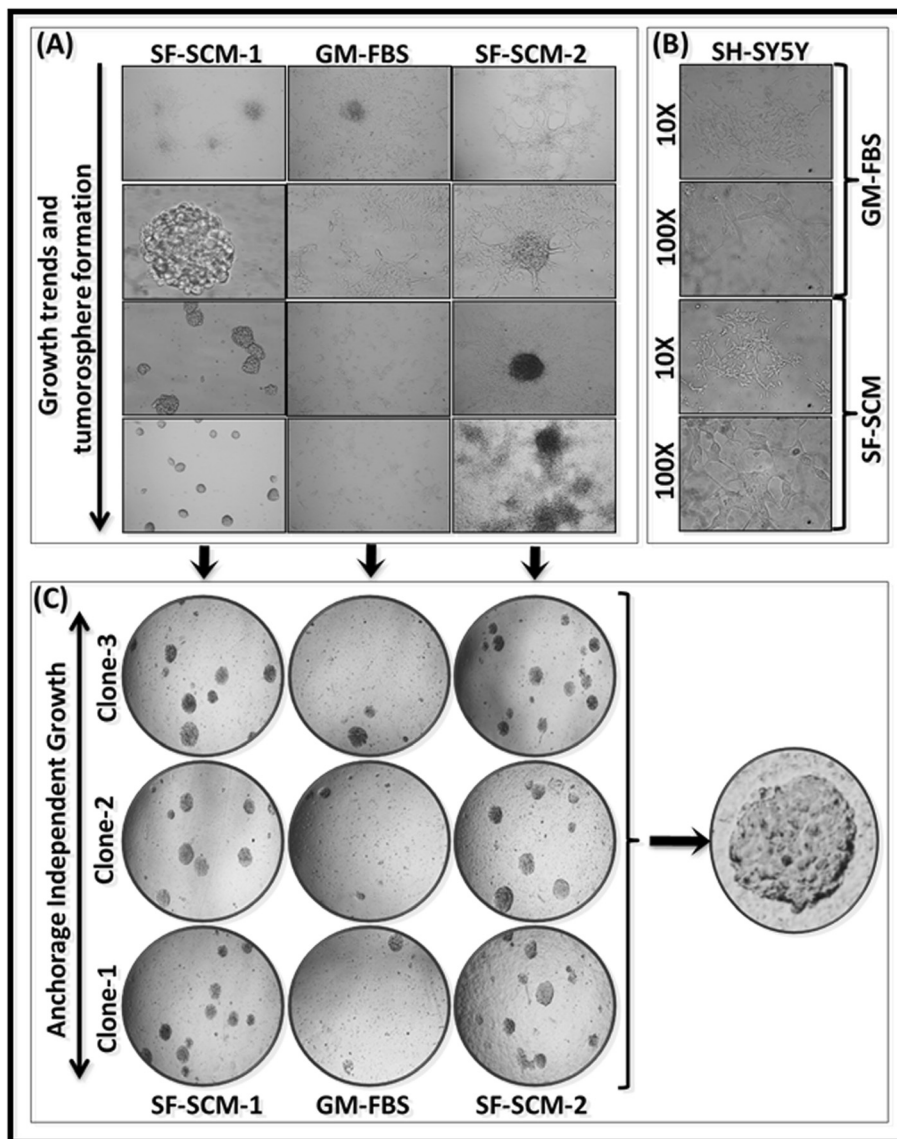 (A)
SF-SCM-1 GM-FBS SF-SCM-2
Growth trends and
tumorosphere formation
(B)
SH-SY5Y
10X
100X
10X
100X
GM-FBS
SF-SCM
(C)
Anchorage Independent Growth
Clone-3
Clone-2
Clone-1
SF-SCM-1 GM-FBS SF-SCM-2